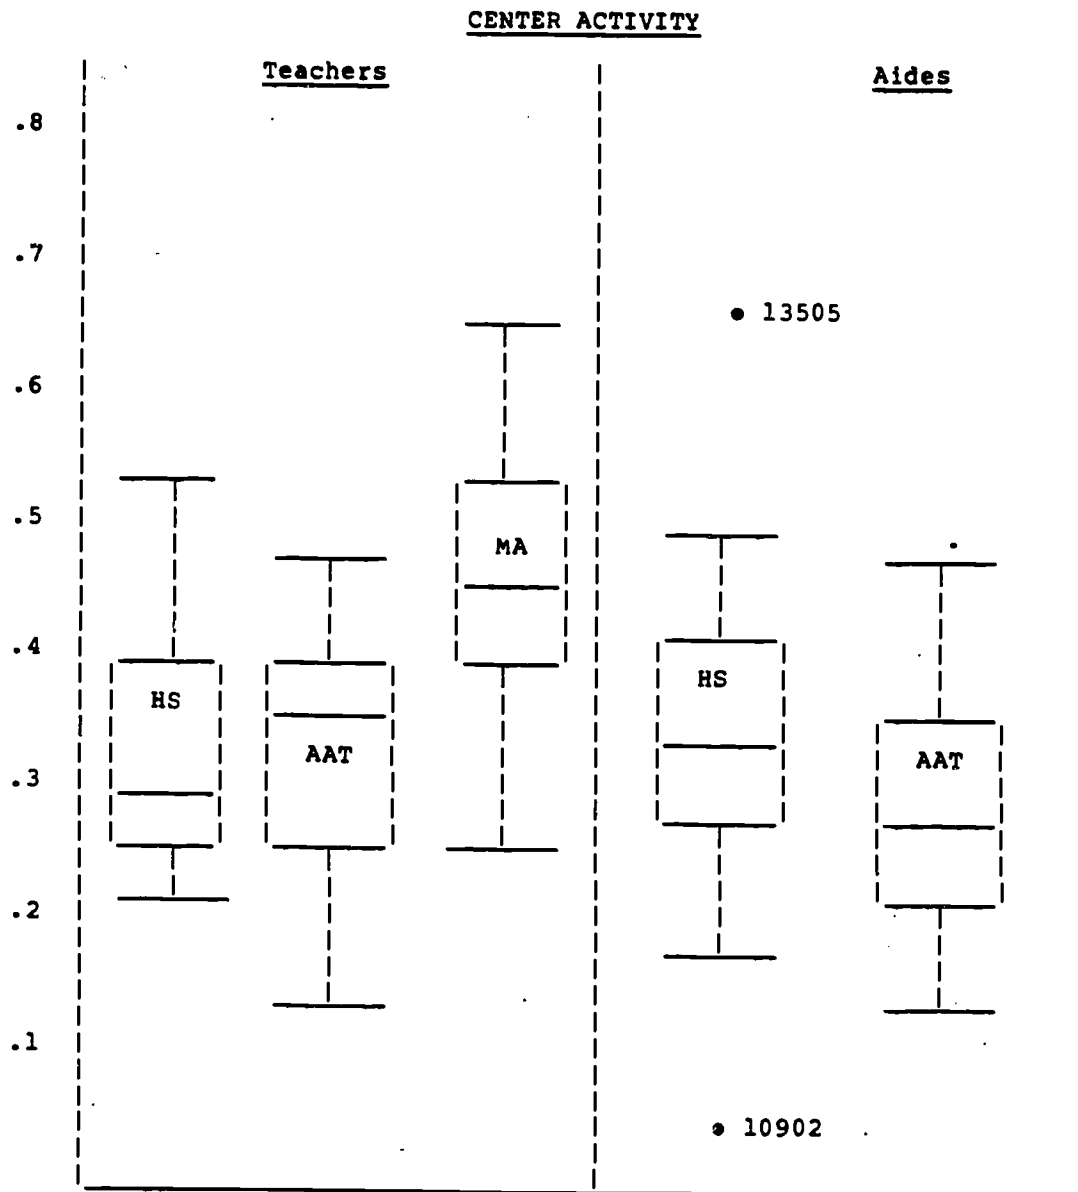 CENTER ACTIVITY
Teachers
Aides
.8
.7
13505
.6
.5
MA
.4
HS
HS
AAT
AAT
.3
.2
.1
10902